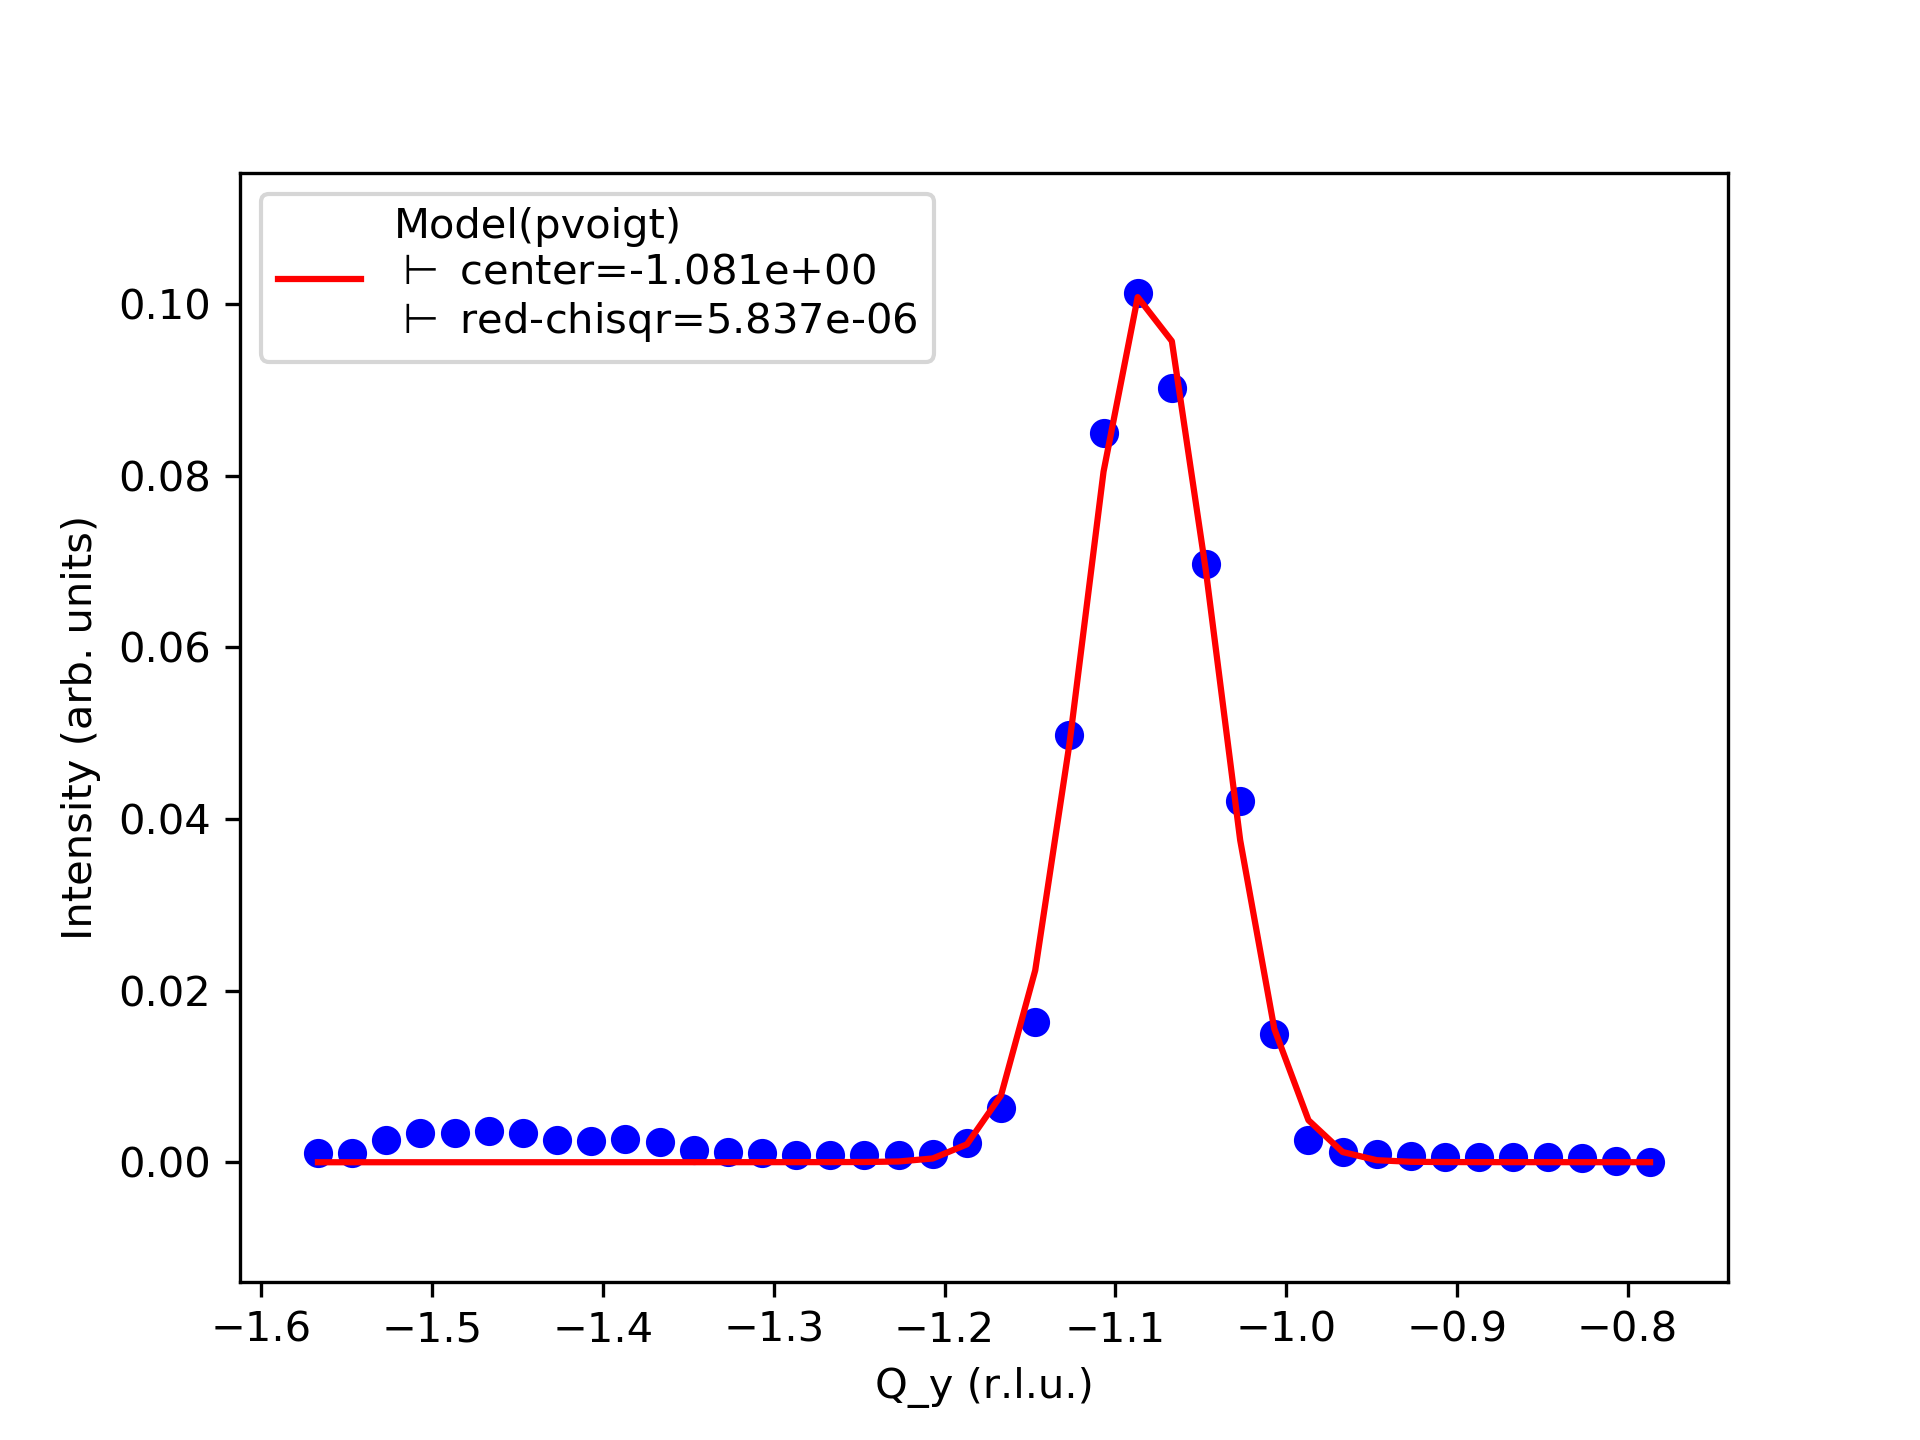 Model(pvoigt)
⊢ center=-1.081e+00
⊢ red-chisqr=5.837e-06
0.10
0.08
0.06
0.04
0.02
0.00
Intensity (arb. units)
−1.6 −1.5 −1.4 −1.3 −1.2 −1.1 −1.0 −0.9 −0.8
Q_y (r.l.u.)